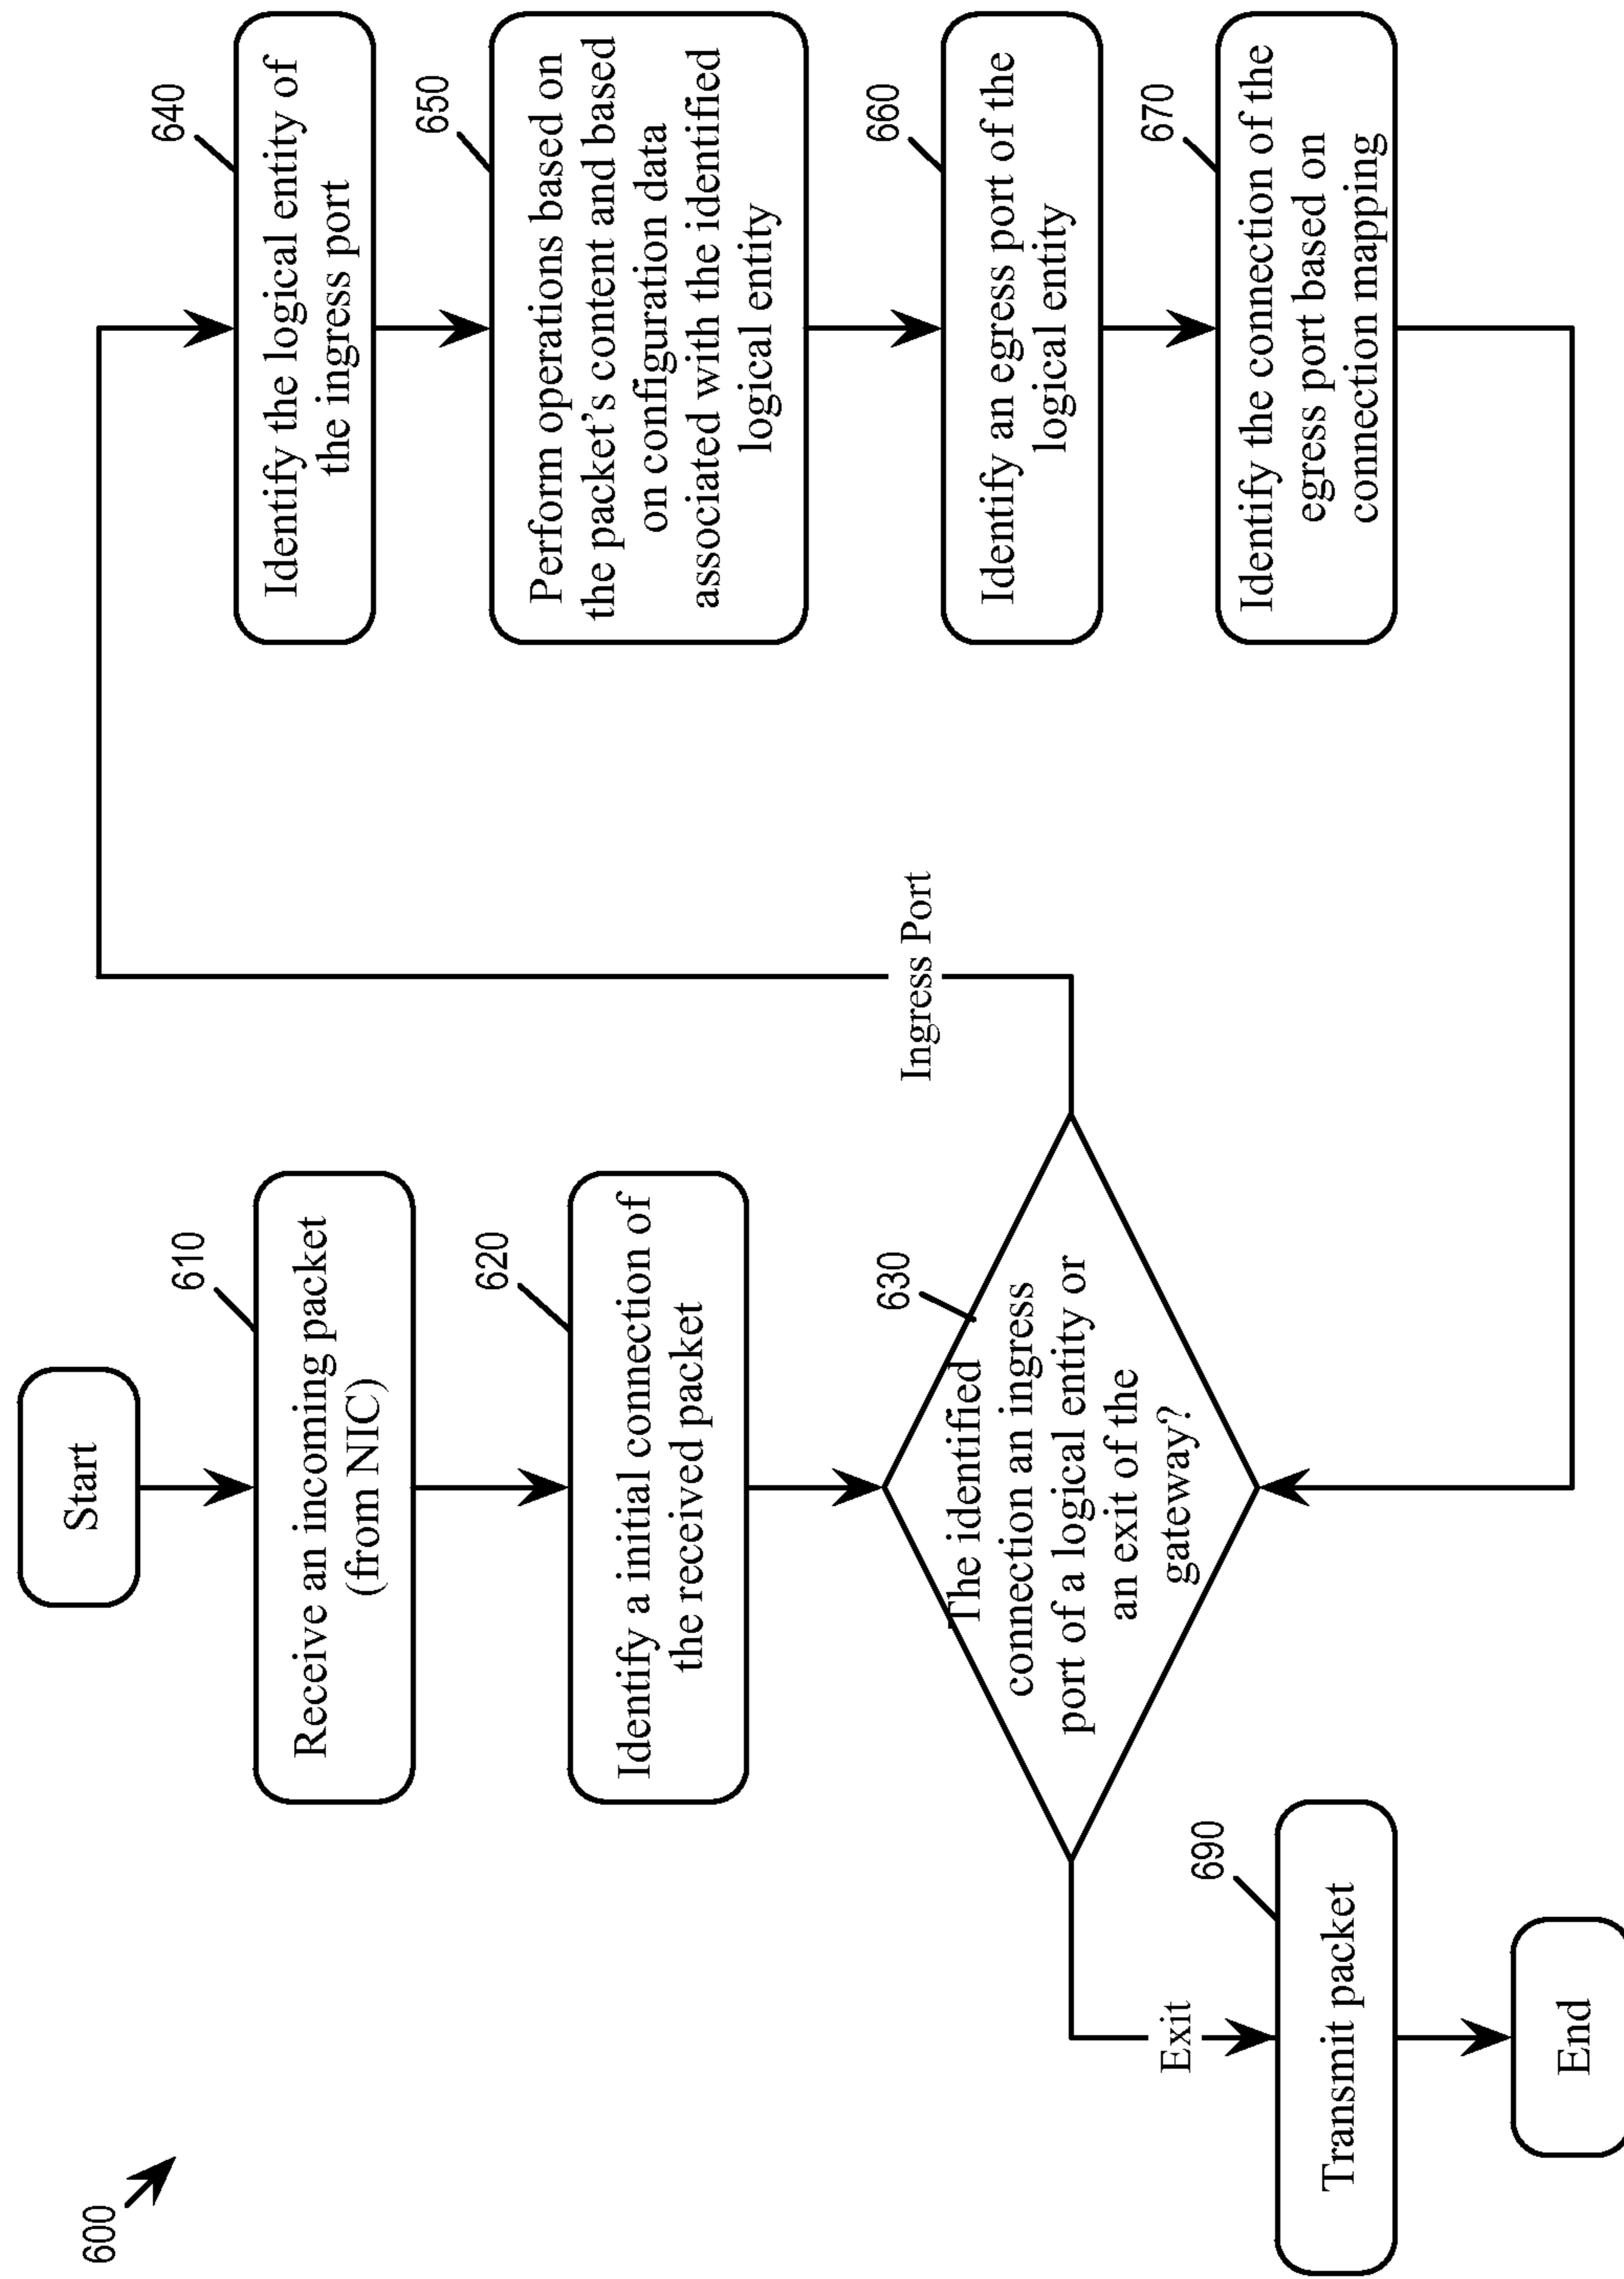 600
Start
610
Receive an incoming packet
(from NIC)
620
Identify a initial connection of
the received packet
630
The identified
connection an ingress
port of a logical entity or
an exit of the
gateway?
Exit
690
Transmit packet
End
Ingress Port
640
Identify the logical entity of
the ingress port
650
Perform operations based on
the packet's content and based
on configuration data
associated with the identified
logical entity
660
Identify an egress port of the
logical entity
670
Identify the connection of the
egress port based on
connection mapping